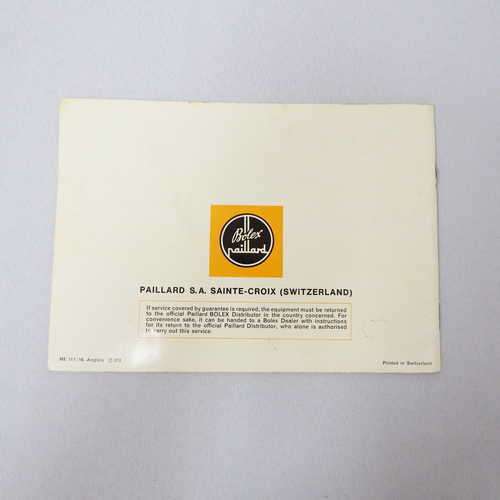 Bolex
paillard
PAILLARD S.A. SAINTE-CROIX (SWITZERLAND)
If service covered by guarantee is required, the equipment must be returned
to the official Paillard BOLEX Distributor in the country concerned. For
convenience sake, it can be handed to a Bolex Dealer with instructions
for its return to the official Paillard Distributor, who alone is authorised
to carry out this service.
Printed in Switzerland